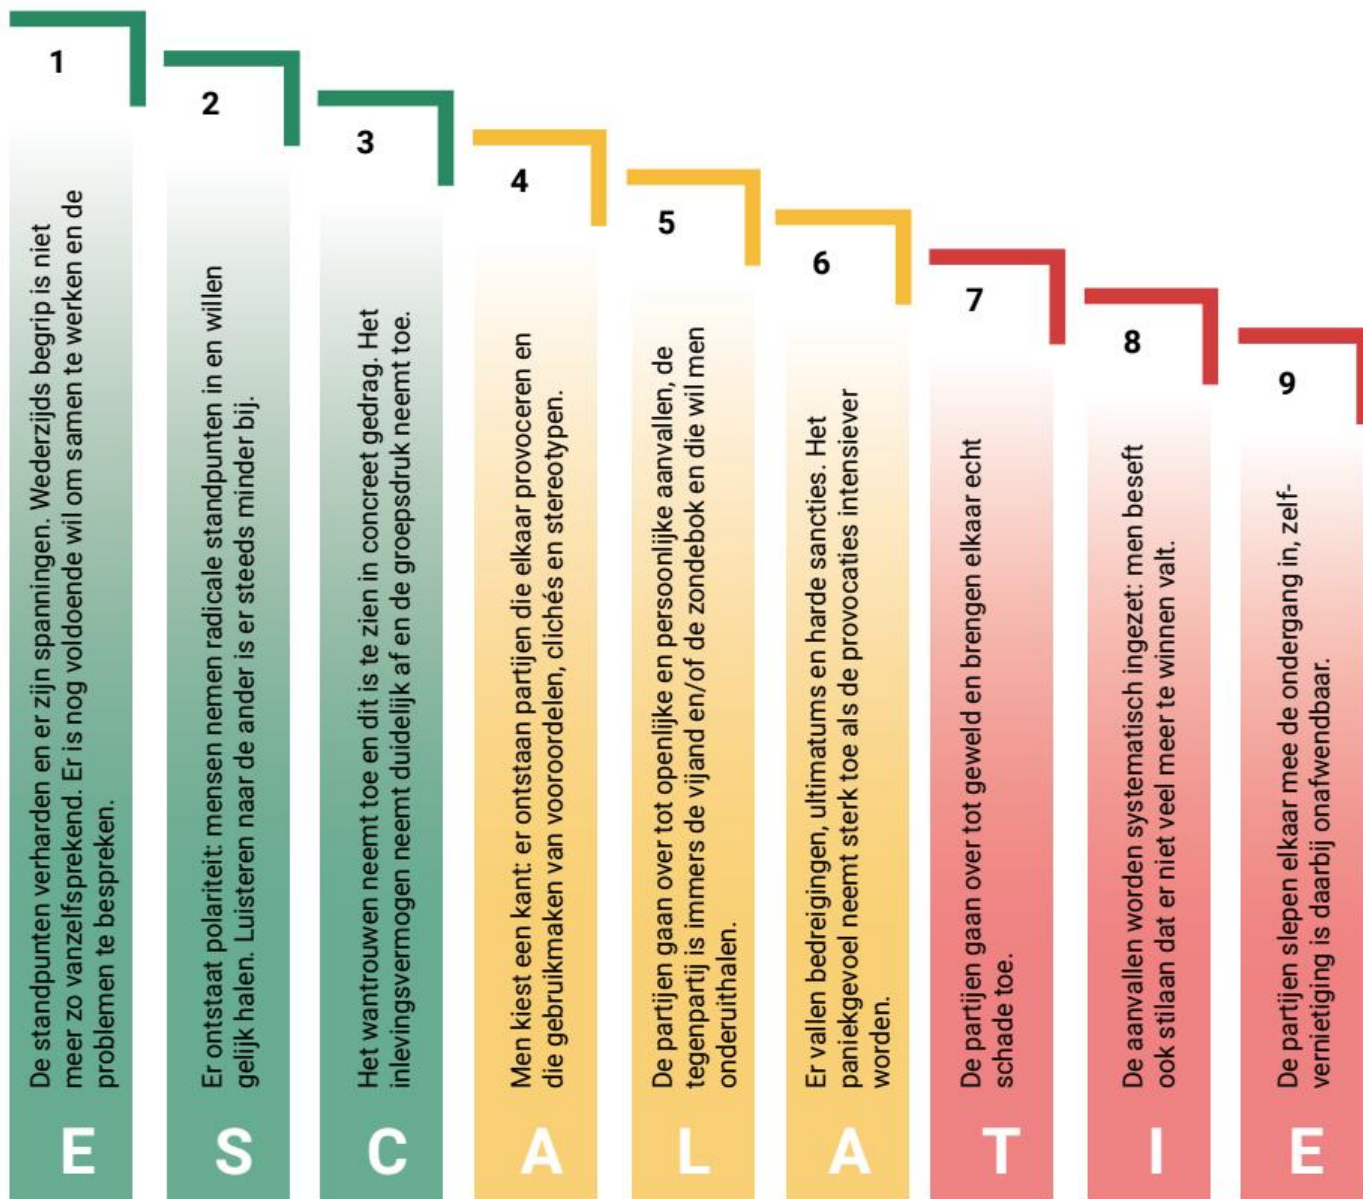 1
De standpunten verharden en er zijn spanningen. Wederzijds begrip is niet
meer zo vanzelfsprekend. Er is nog voldoende wil om samen te werken en de
problemen te bespreken.
E
2
Er ontstaat polariteit: mensen nemen radicale standpunten in en willen
gelijk halen. Luisteren naar de ander is er steeds minder bij.
S
3
Het wantrouwen neemt toe en dit is te zien in concreet gedrag. Het
inlevingsvermogen neemt duidelijk af en de groepsdruk neemt toe.
C
4
Men kiest een kant: er ontstaan partijen die elkaar provoceren en
die gebruikmaken van vooroordelen, clichés en stereotypen.
A
5
De partijen gaan over tot openlijke en persoonlijke aanvallen, de
tegenpartij is immers de vijand en/of de zondebok en die wil men
onderuithalen.
L
6
Er vallen bedreigingen, ultimatums en harde sancties. Het
paniekgevoel neemt sterk toe als de provocaties intensiever
worden.
A
7
De partijen gaan over tot geweld en brengen elkaar echt
schade toe.
T
8
De aanvallen worden systematisch ingezet: men beseft
ook stilaan dat er niet veel meer te winnen valt.
I
9
De partijen slepen elkaar mee de ondergang in, zelf-
vernietiging is daarbij onafwendbaar.
E